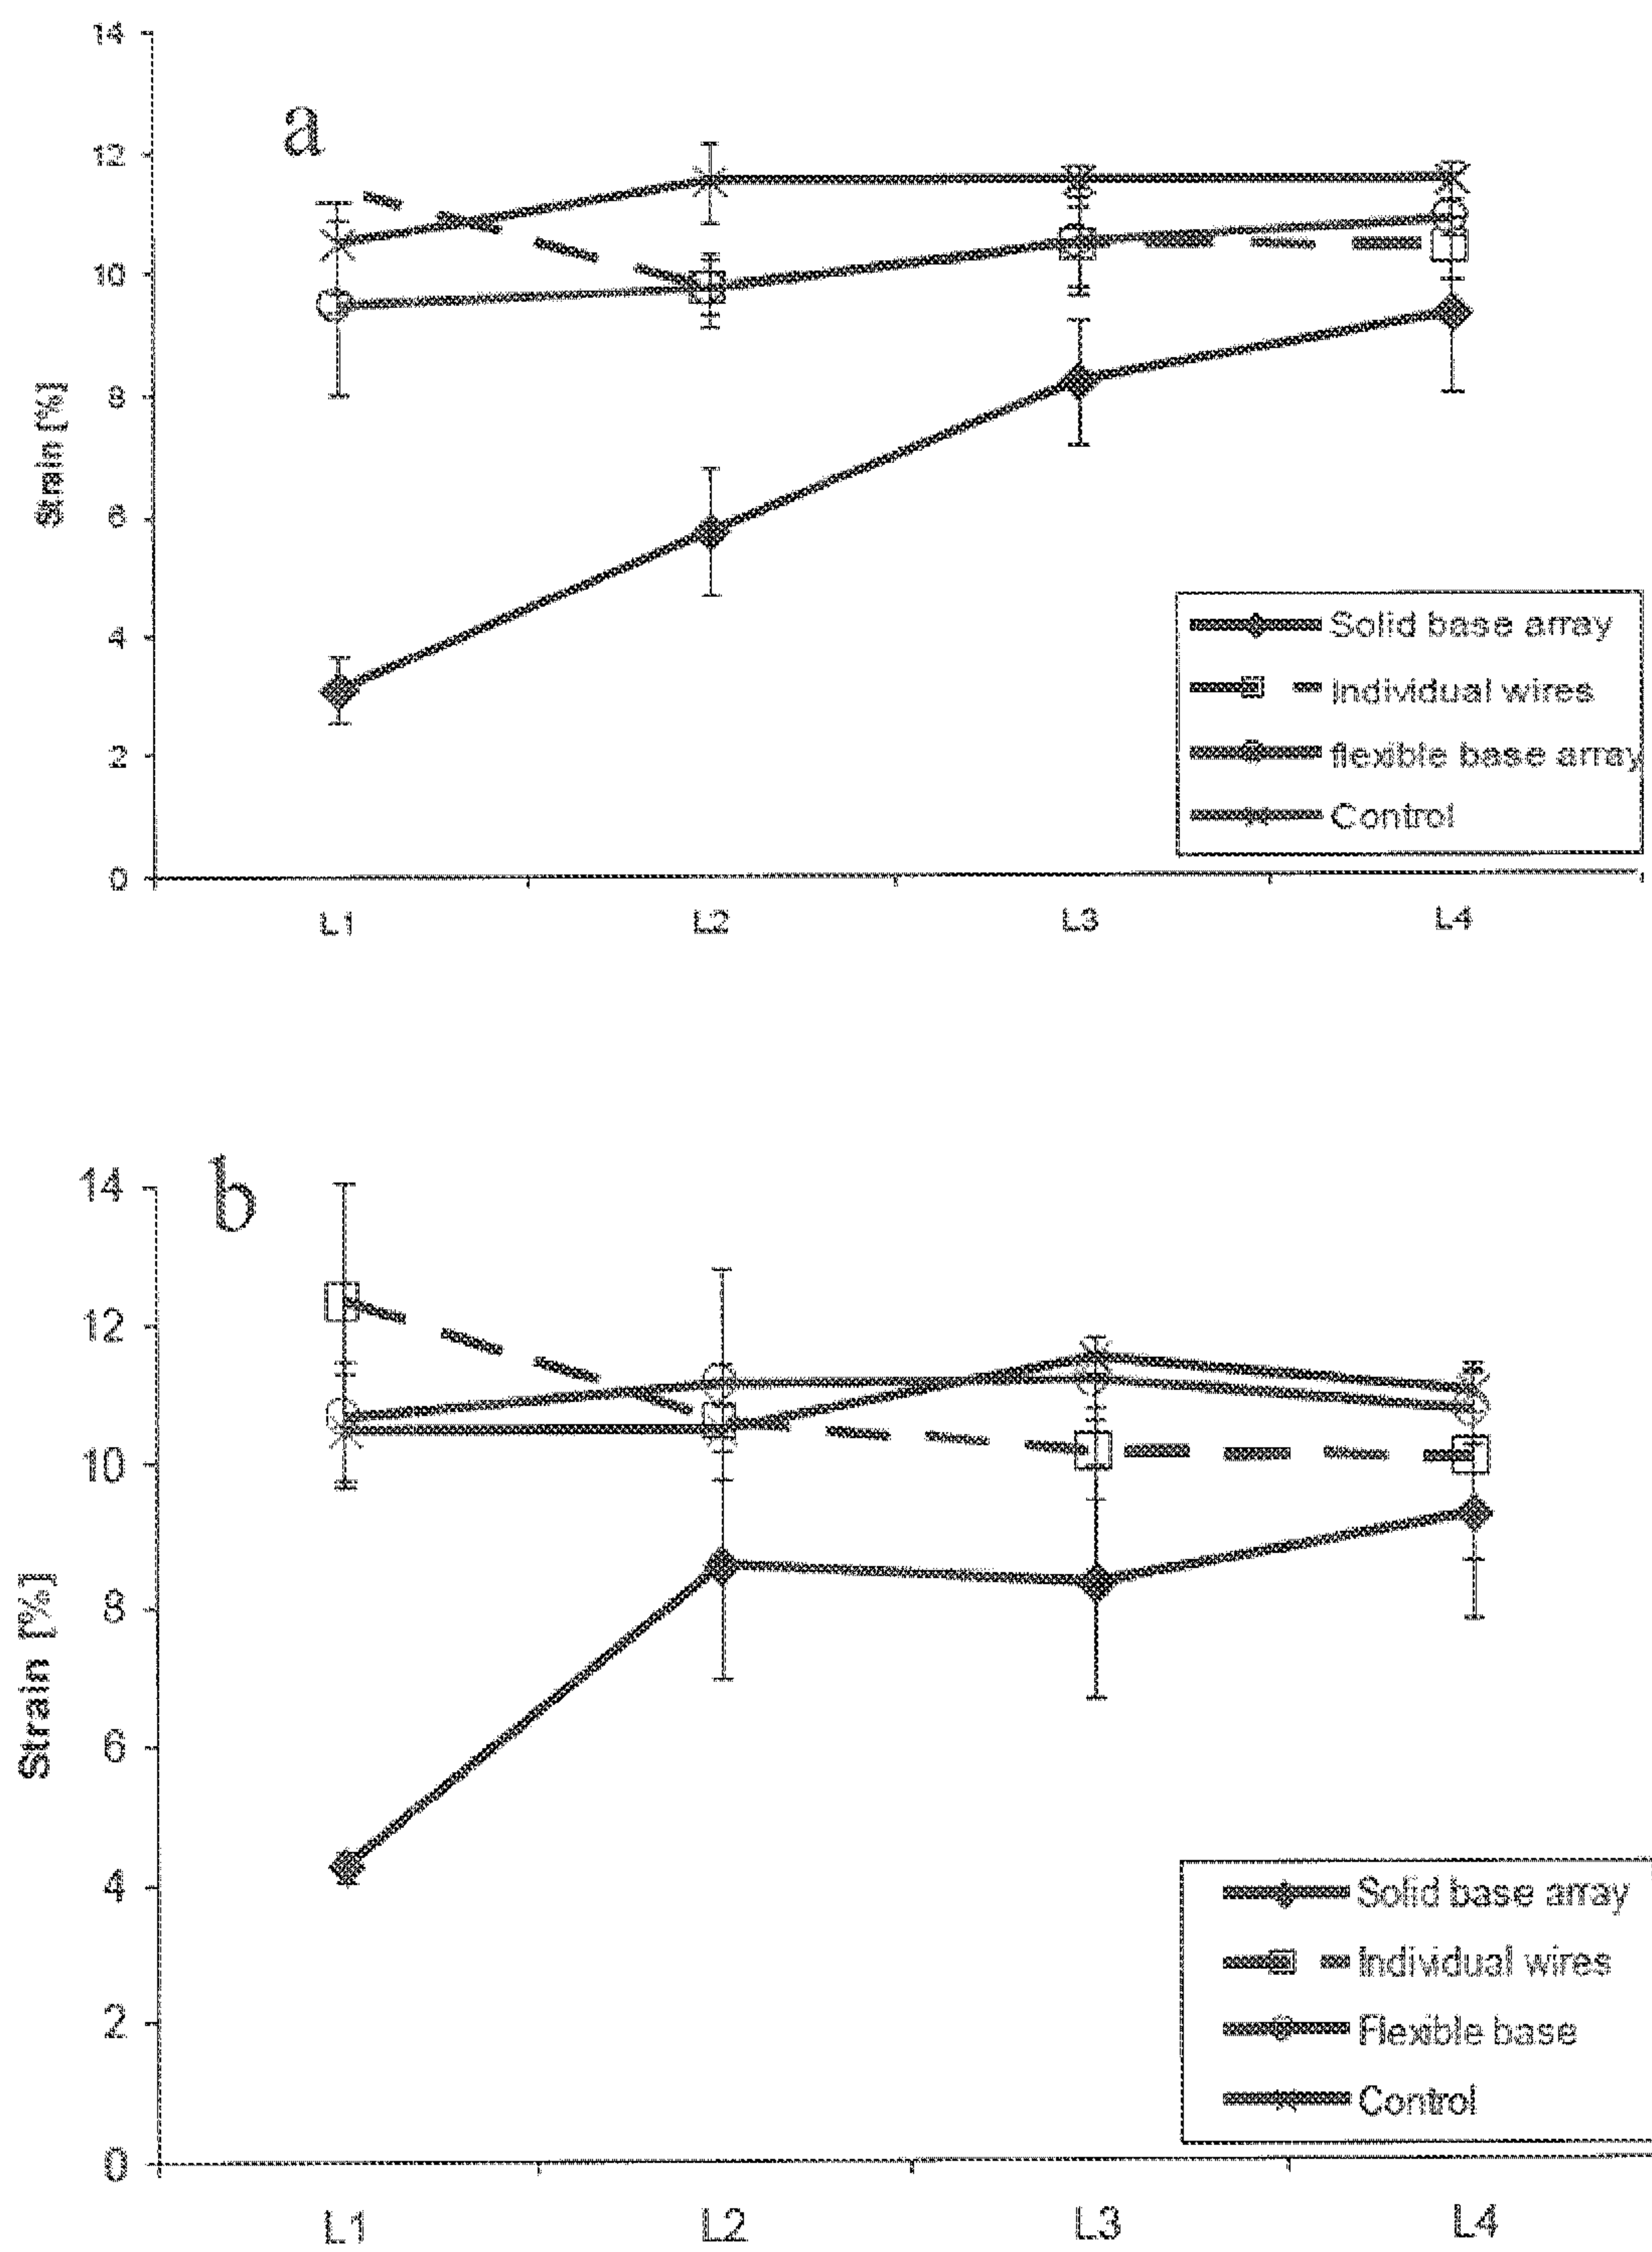 14
a
12
10
8
6
4
2
0
Strain [%]
Solid base array
Individual wires
flexible base array
Control
L1 L2 L3 L4
b
14
12
10
8
6
4
2
0
Strain [%]
Solid base array
Individual wires
Flexible base
Control
L1 L2 L3 L4